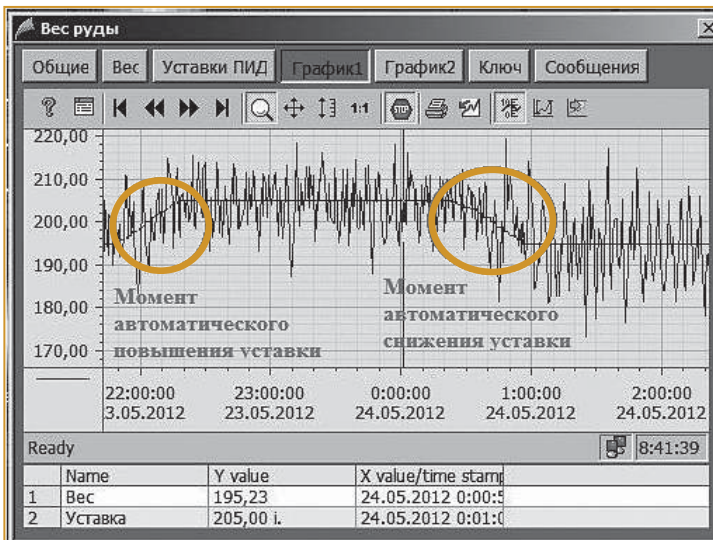 Вес руды
Общие Вес Уставки ПИД График1 График2 Ключ Сообщения
1:1 STOP
220,00
210,00
200,00
190,00
180,00
170,00
Момент
автоматического
повышения уставки
Момент
автоматического
снижения уставки
22:00:00 23:00:00 0:00:00 1:00:00 2:00:00
3.05.2012 23.05.2012 24.05.2012 24.05.2012 24.05.2012
Ready 8:41:39
Name Y value X value/time stamp
1 Вес 195,23 24.05.2012 0:00:5
2 Уставка 205,00 i. 24.05.2012 0:01:0